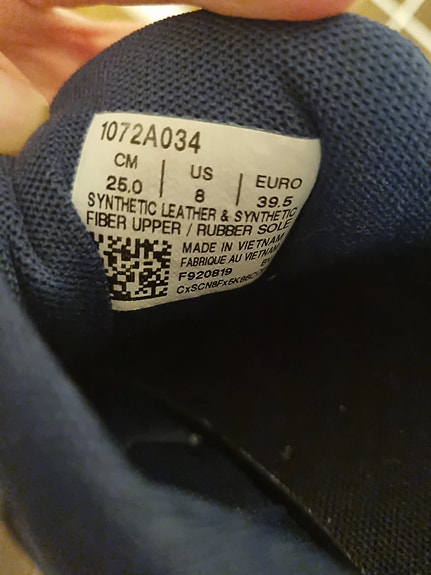 1072A034
CM US EURO
25.0 8 39.5
SYNTHETIC LEATHER & SYNTHETIC
FIBER UPPER / RUBBER SOLE
MADE IN VIETNAM
FABRIQUE AU VIETNAM
F920819